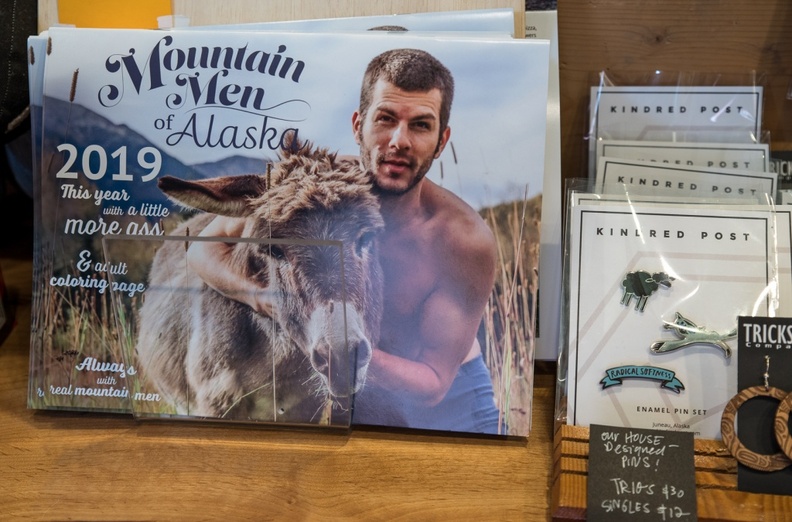 Mountain
Men
of Alaska
2019
This year
with a little
more ass
& adult
coloring page
Always
with
real mountain men
KINDRED POST
KINDRED POST
KINDRED POST
KINDRED POST
RADICAL SOFTNESS
ENAMEL PIN SET
Juneau, Alaska
TRICKS
Company
OUR HOUSE-
Designed
PINS!
TRIOS $30
SINGLES $12